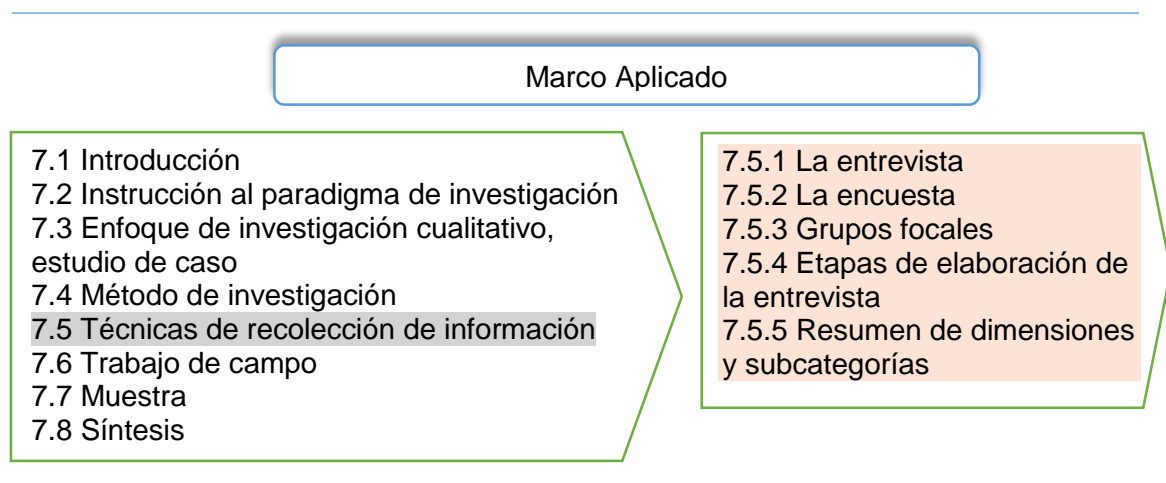 Marco Aplicado
7.1 Introducción
7.2 Instrucción al paradigma de investigación
7.3 Enfoque de investigación cualitativo,
estudio de caso
7.4 Método de investigación
7.5 Técnicas de recolección de información
7.6 Trabajo de campo
7.7 Muestra
7.8 Síntesis
7.5.1 La entrevista
7.5.2 La encuesta
7.5.3 Grupos focales
7.5.4 Etapas de elaboración de
la entrevista
7.5.5 Resumen de dimensiones
y subcategorías